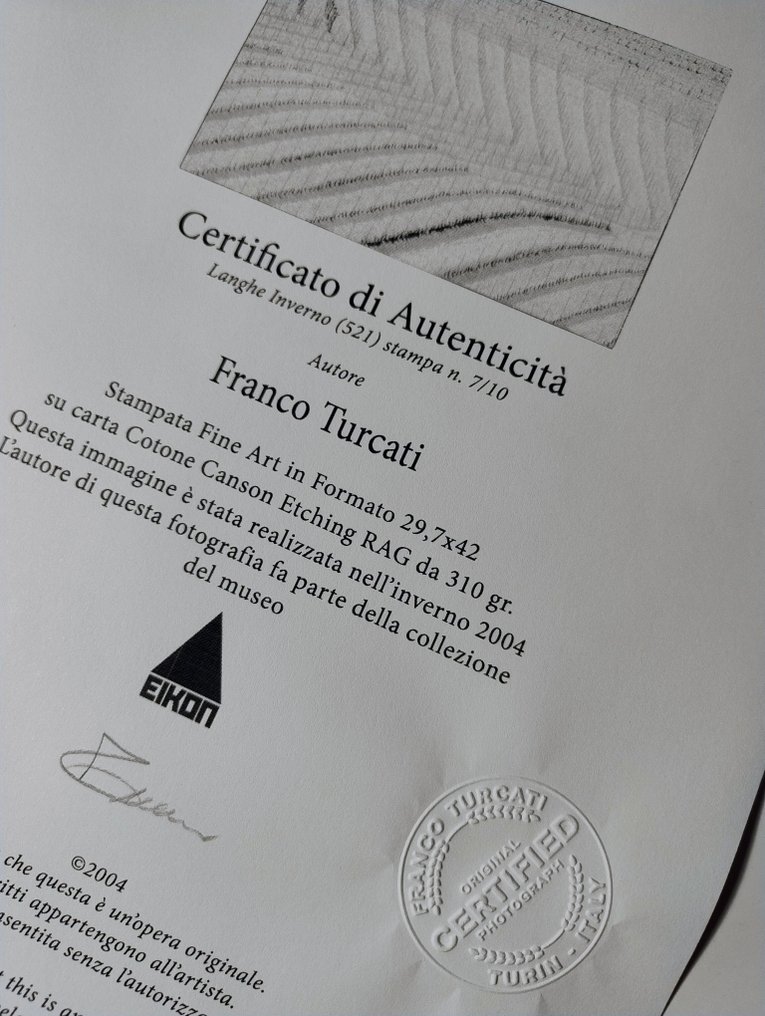 Certificato di Autenticità
Langhe Inverno (521) stampa n. 7/10
Autore
Franco Turcati
Stampata Fine Art in Formato 29,7x42
su carta Cotone Canson Etching RAG da 310 gr.
Questa immagine è stata realizzata nell'inverno 2004
L'autore di questa fotografia fa parte della collezione
del museo
EIKON
©2004
che questa è un'opera originale.
appartengono all'artista.
senza l'autorizz
this is
FRANCO TURCATI
ORIGINAL
CERTIFIED
PHOTOGRAPH
TURIN - ITALY